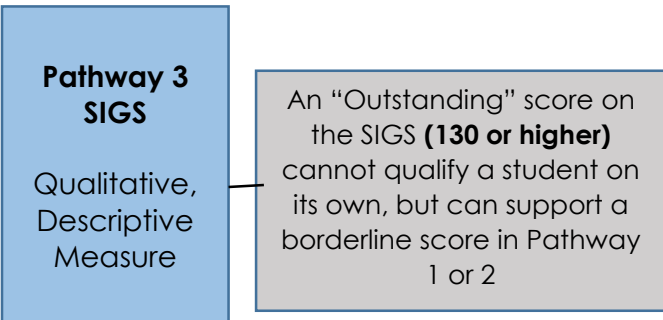 Pathway 3
SIGS
Qualitative,
Descriptive
Measure
An “Outstanding” score on
the SIGS (130 or higher)
cannot qualify a student on
its own, but can support a
borderline score in Pathway
1 or 2